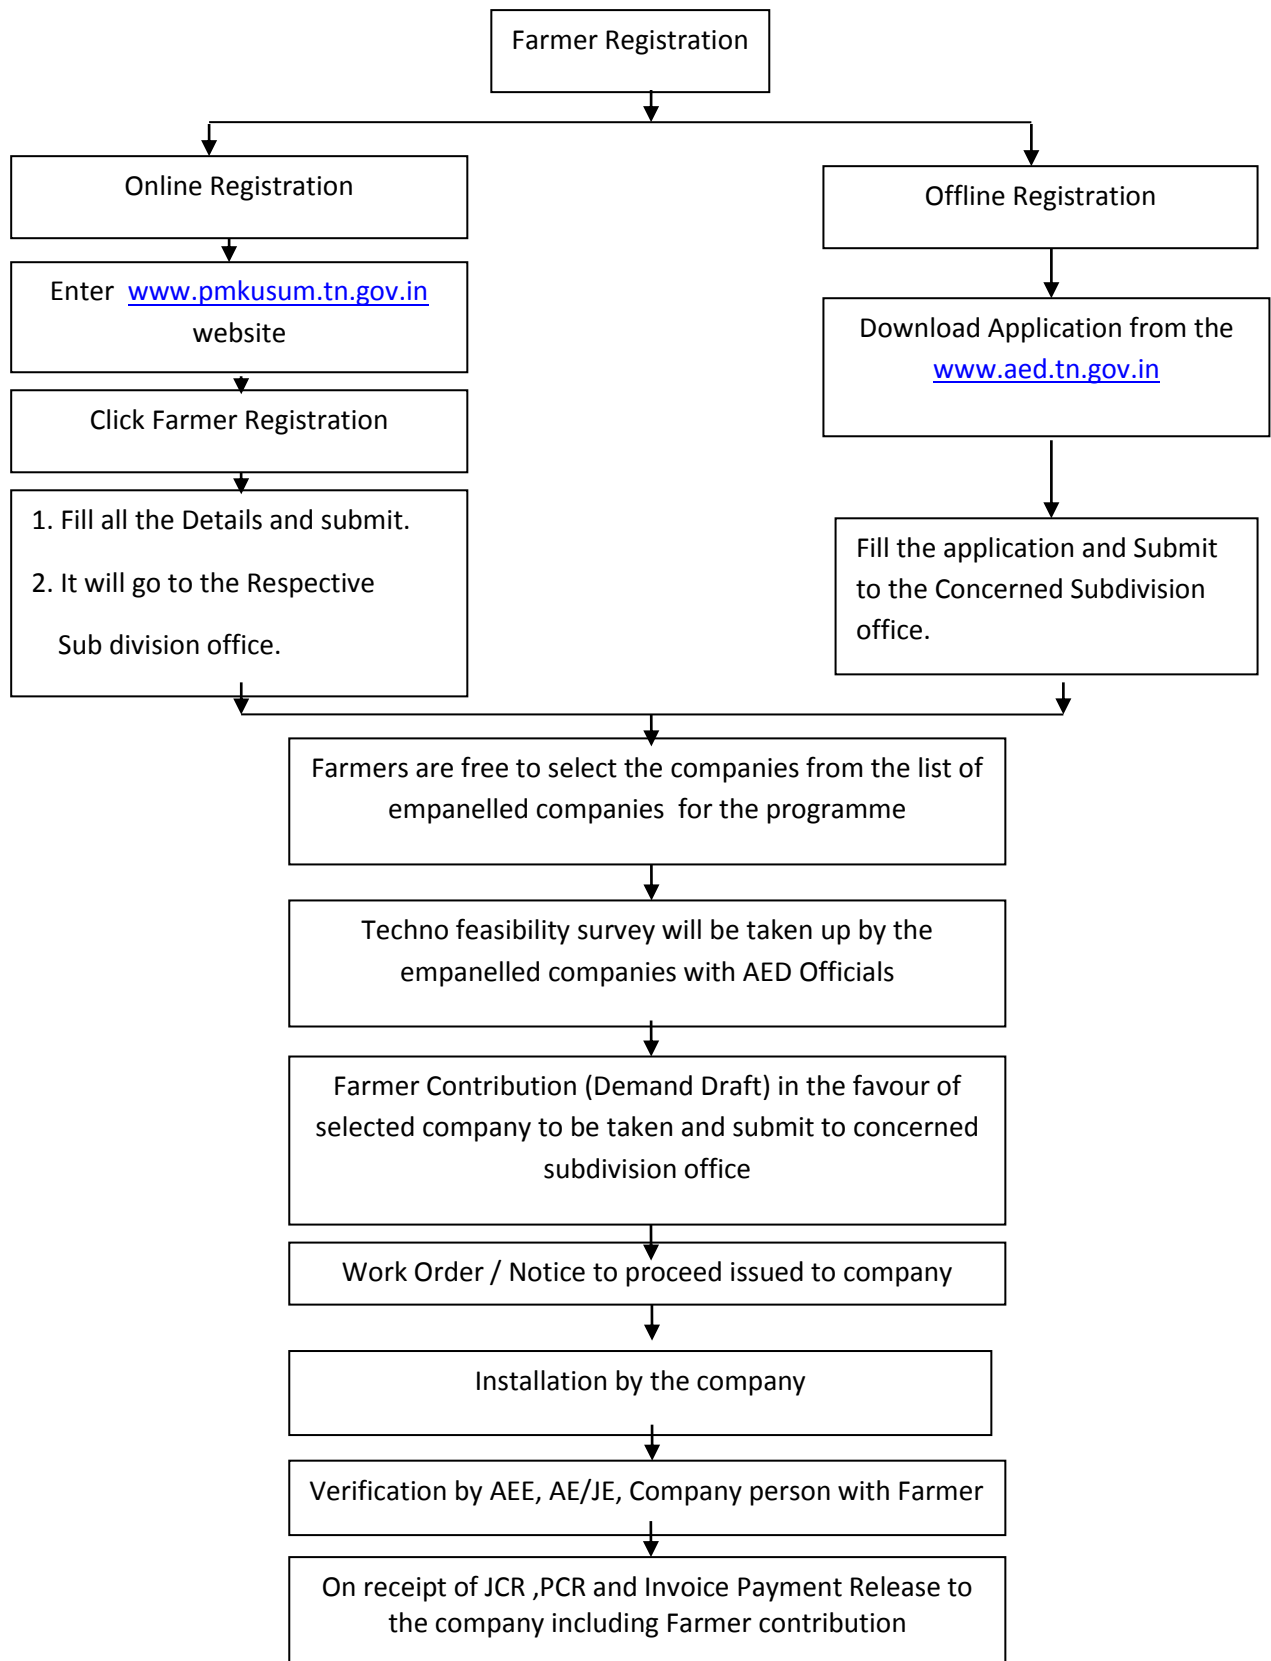 Farmer Registration
Online Registration
Offline Registration
Enter www.pmkusum.tn.gov.in
website
Download Application from the
www.aed.tn.gov.in
Click Farmer Registration
1. Fill all the Details and submit.
2. It will go to the Respective
Sub division office.
Fill the application and Submit
to the Concerned Subdivision
office.
Farmers are free to select the companies from the list of
empanelled companies for the programme
Techno feasibility survey will be taken up by the
empanelled companies with AED Officials
Farmer Contribution (Demand Draft) in the favour of
selected company to be taken and submit to concerned
subdivision office
Work Order / Notice to proceed issued to company
Installation by the company
Verification by AEE, AE/JE, Company person with Farmer
On receipt of JCR ,PCR and Invoice Payment Release to
the company including Farmer contribution